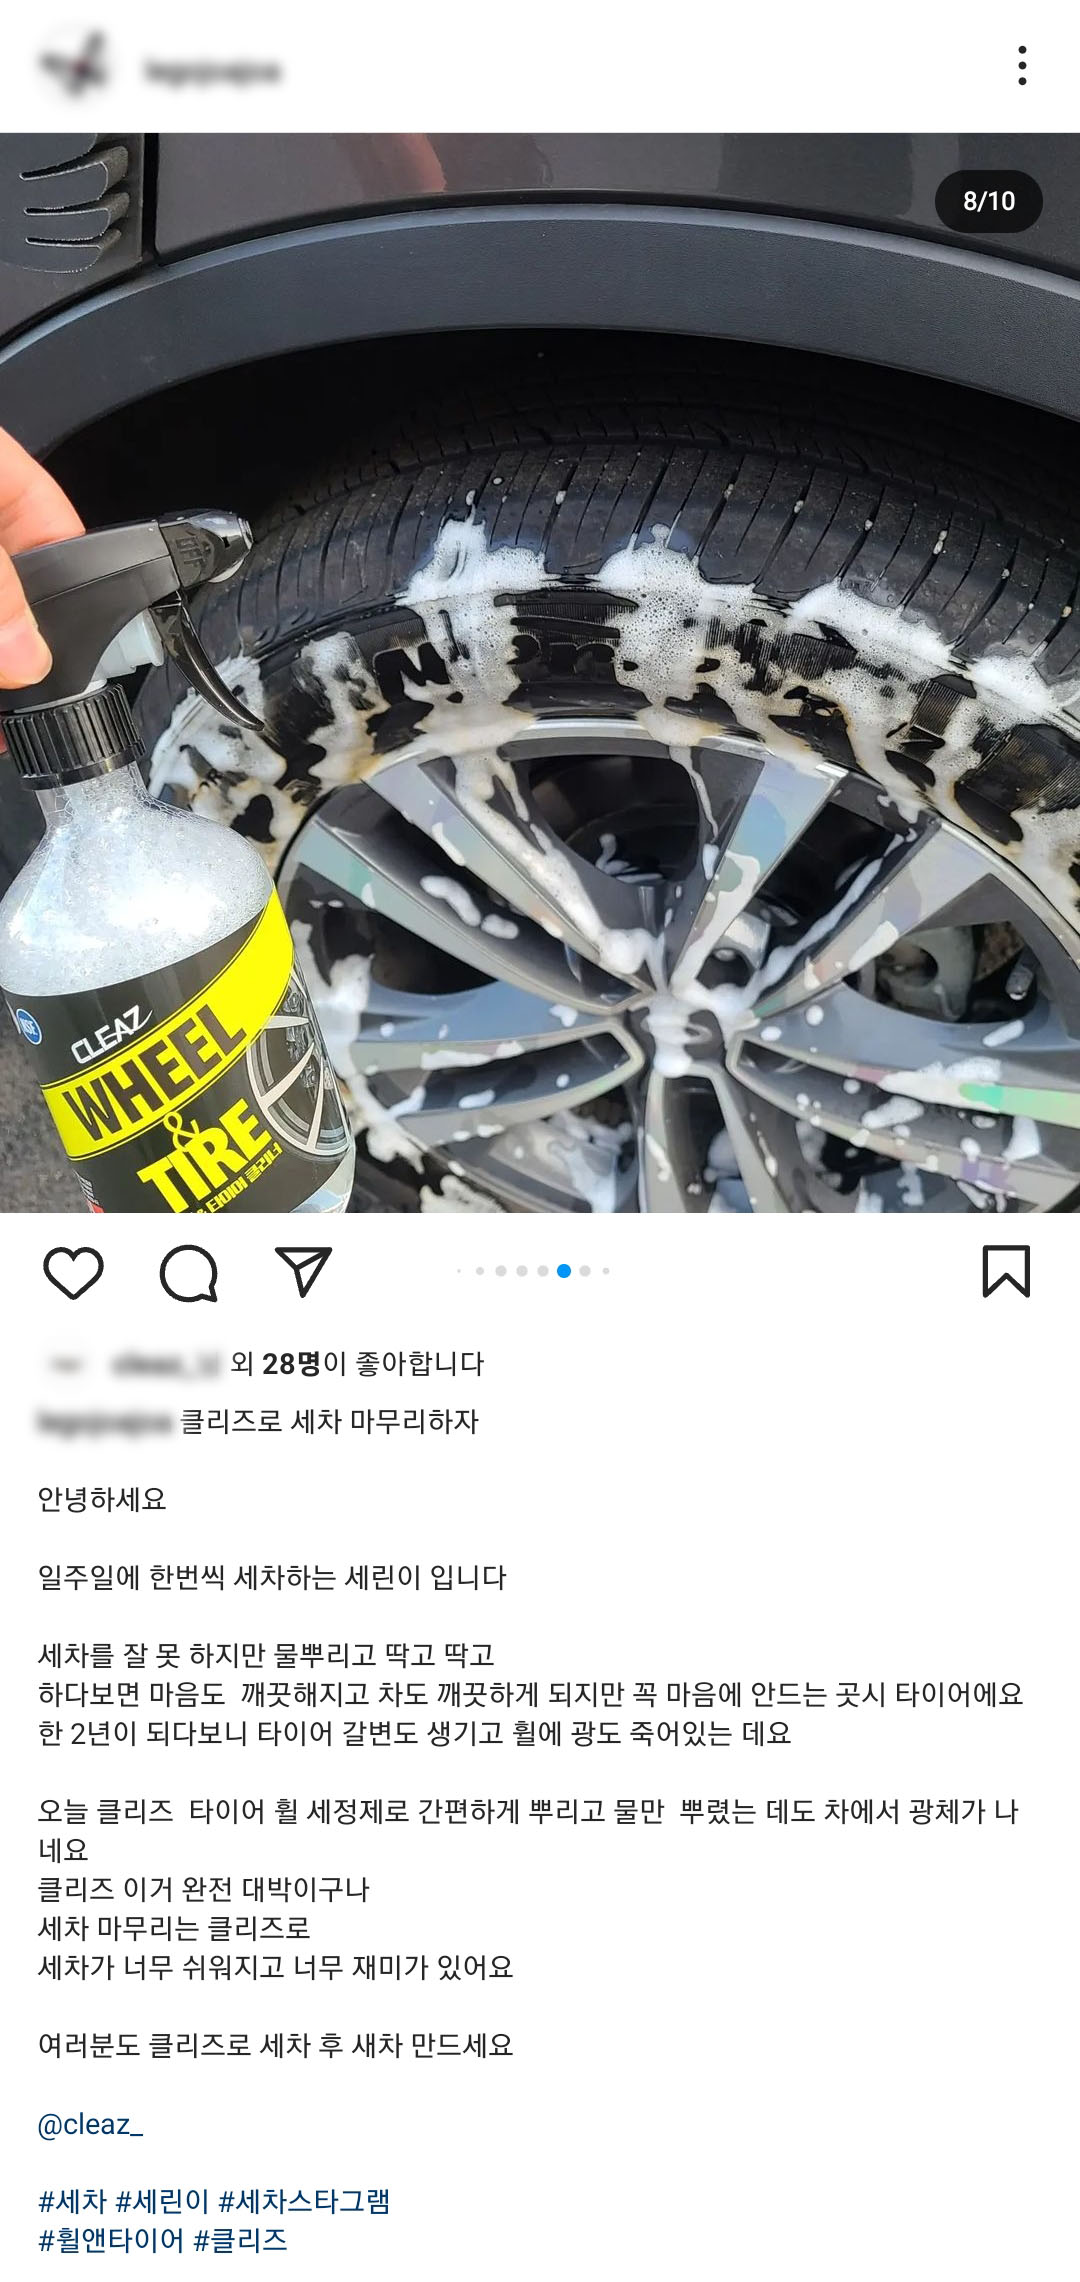 8/10
OFF
NSF
CLEAZ
WHEEL
&
TIRE
& 타이어 클리너
외 28명이 좋아합니다
클리즈로 세차 마무리하자
안녕하세요
일주일에 한번씩 세차하는 세린이 입니다
세차를 잘 못 하지만 물뿌리고 딱고 딱고
하다보면 마음도  깨끗해지고 차도 깨끗하게 되지만 꼭 마음에 안드는 곳시 타이어에요
한 2년이 되다보니 타이어 갈변도 생기고 휠에 광도 죽어있는 데요
오늘 클리즈  타이어 휠 세정제로 간편하게 뿌리고 물만  뿌렸는 데도 차에서 광체가 나
네요
클리즈 이거 완전 대박이구나
세차 마무리는 클리즈로
세차가 너무 쉬워지고 너무 재미가 있어요
여러분도 클리즈로 세차 후 새차 만드세요
@cleaz_
#세차 #세린이 #세차스타그램
#휠앤타이어 #클리즈